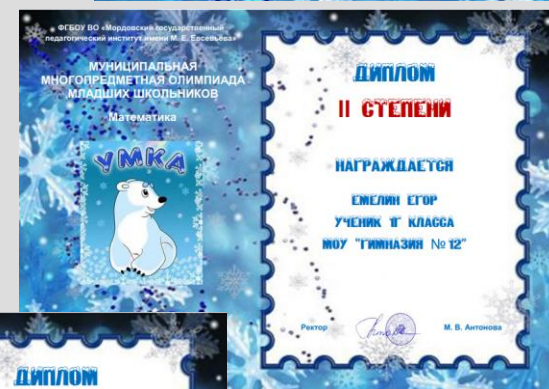 ФГБОУ ВО «Мордовский государственный
педагогический институт имени М. Е. Евсевьева»
МУНИЦИПАЛЬНАЯ
МНОГОПРЕДМЕТНАЯ ОЛИМПИАДА
МЛАДШИХ ШКОЛЬНИКОВ
Математика
УМКА
ДИПЛОМ
II СТЕПЕНИ
НАГРАЖДАЕТСЯ
ЕМЕЛИН ЕГОР
УЧЕНИК 1Г КЛАССА
МОУ "ГИМНАЗИЯ № 12"
Ректор
М. В. Антонова
ДИПЛОМ